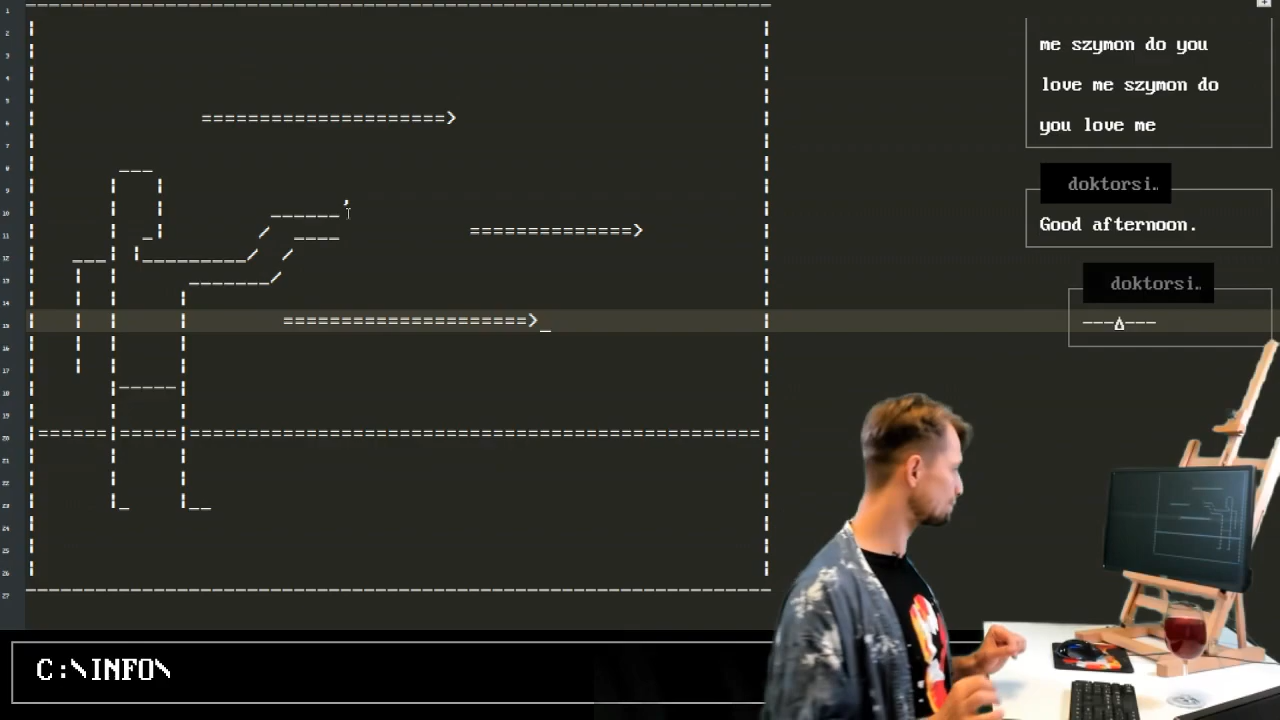 me szymon do you
love me szymon do
you love me
doktorsi…
Good afternoon.
doktorsi…
---Δ---
C:\INFO\